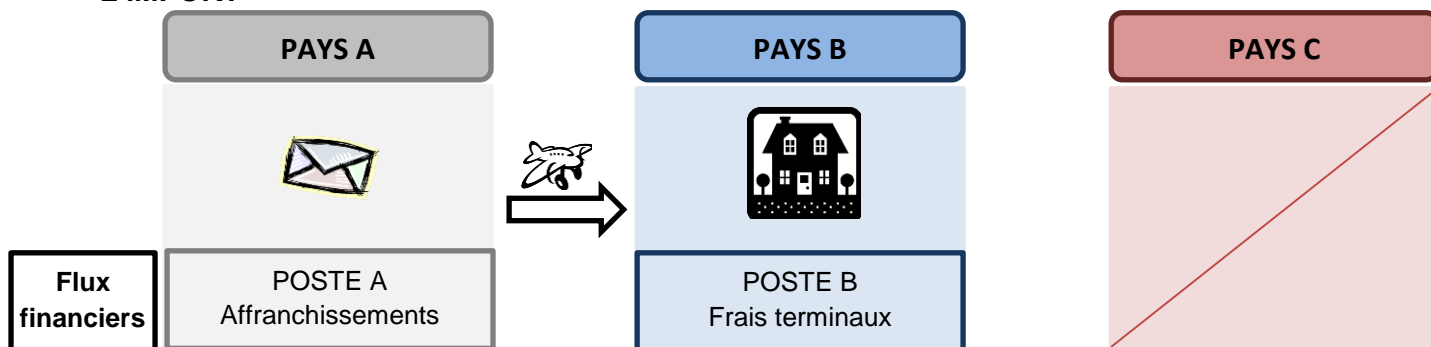 PAYS A
PAYS B
PAYS C
Flux
financiers
POSTE A
Affranchissements
POSTE B
Frais terminaux